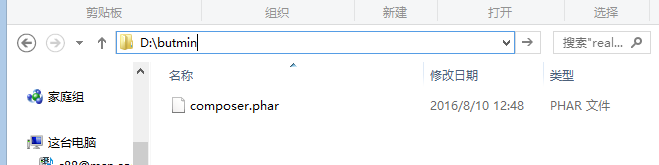 剪贴板 组织 新建 打开 选择
D:\butmin 搜索"real...
名称 修改日期 类型
家庭组
composer.phar 2016/8/10 12:48 PHAR 文件
这台电脑